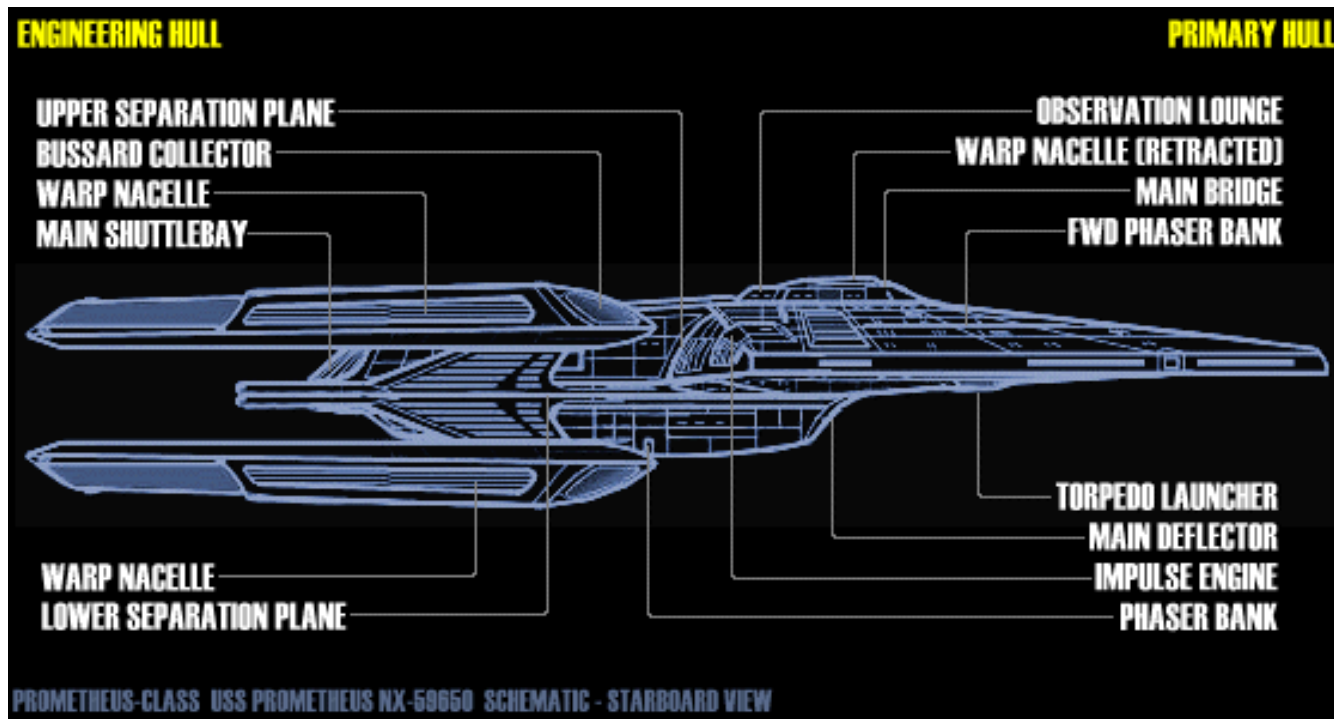 ENGINEERING HULL
PRIMARY HULL
UPPER SEPARATION PLANE
BUSSARD COLLECTOR
WARP NACELLE
MAIN SHUTTLEBAY
OBSERVATION LOUNGE
WARP NACELLE (RETRACTED)
MAIN BRIDGE
FWD PHASER BANK
WARP NACELLE
LOWER SEPARATION PLANE
TORPEDO LAUNCHER
MAIN DEFLECTOR
IMPULSE ENGINE
PHASER BANK
PROMETHEUS-CLASS USS PROMETHEUS NX-59650 SCHEMATIC - STARBOARD VIEW